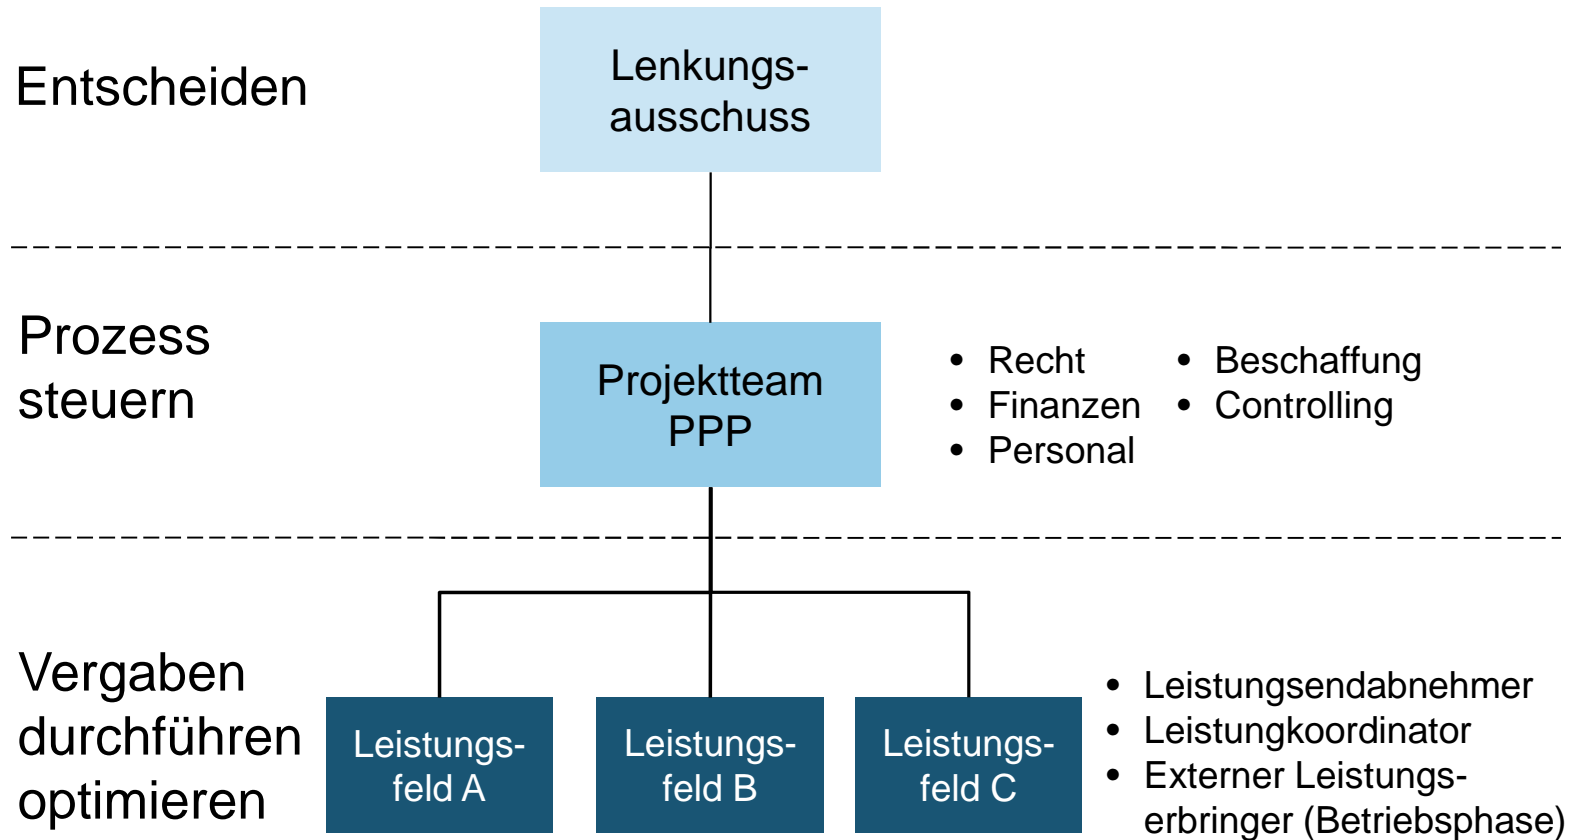 Entscheiden
Lenkungs-
ausschuss
Prozess
steuern
Projektteam
PPP
• Recht
• Finanzen
• Personal
• Beschaffung
• Controlling
Vergaben
durchführen
optimieren
Leistungs-
feld A
Leistungs-
feld B
Leistungs-
feld C
• Leistungsendabnehmer
• Leistungkoordinator
• Externer Leistungs-
erbringer (Betriebsphase)